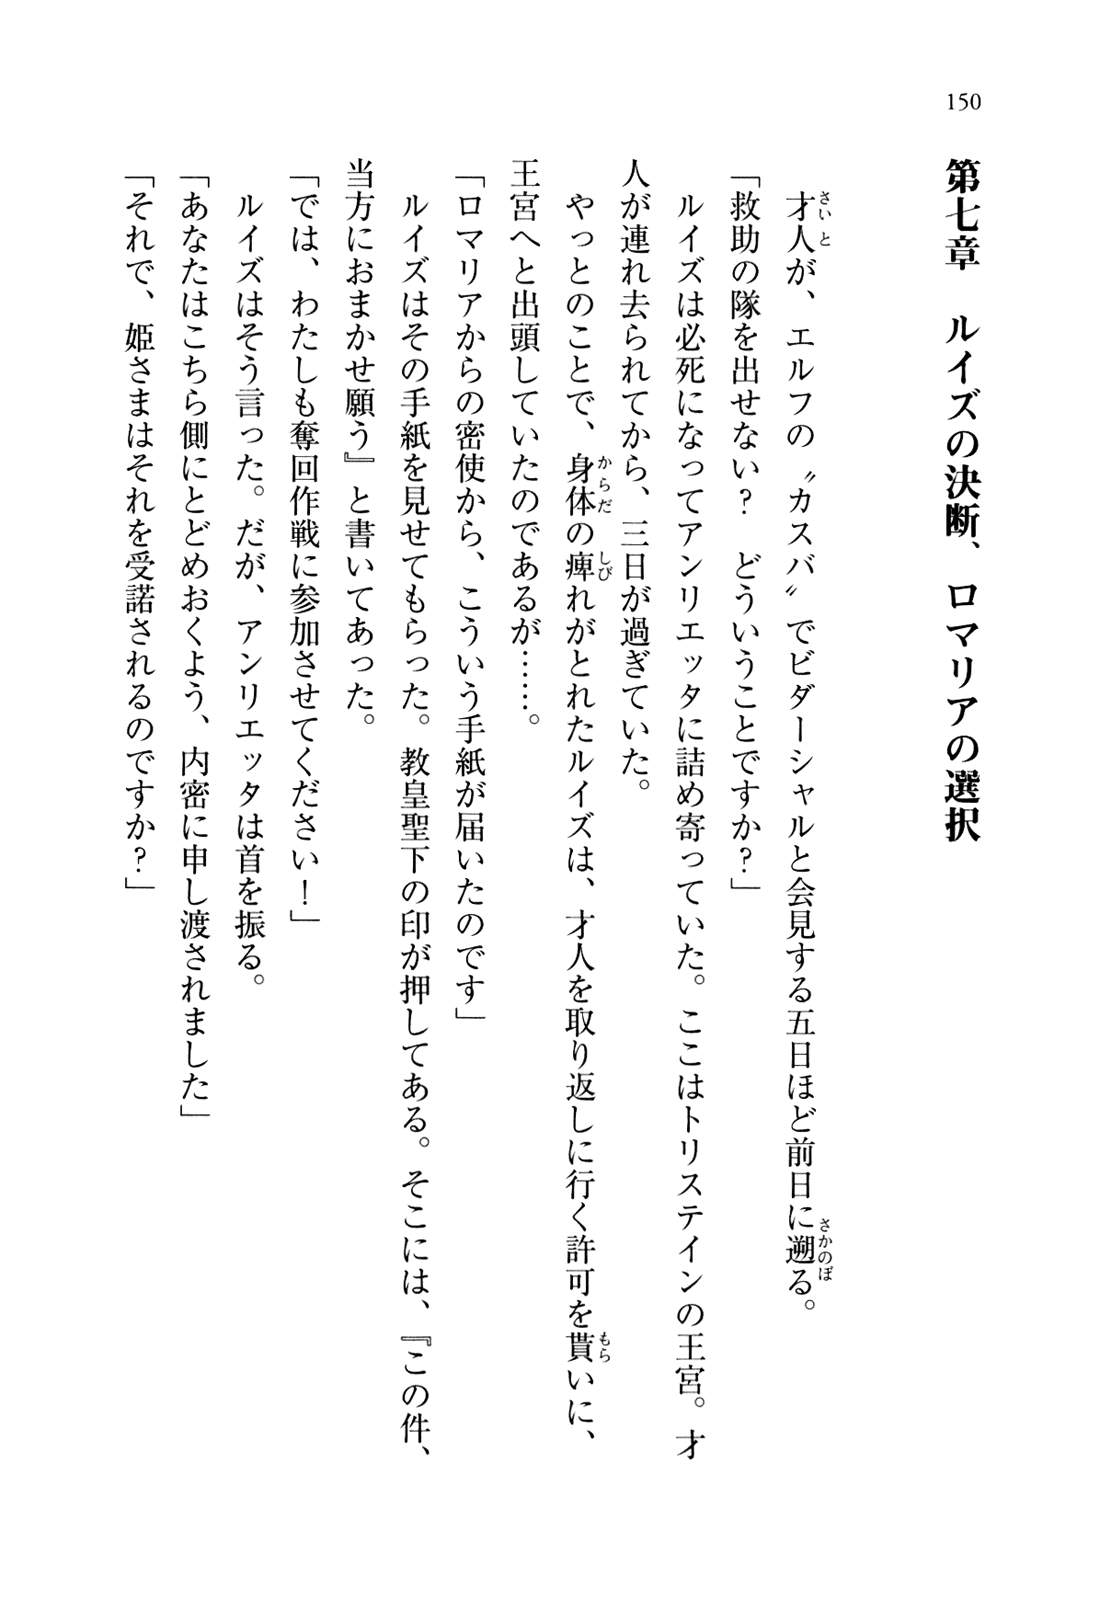 150
第七章　ルイズの決断、ロマリアの選択
　才人が、エルフの〝カスバ〟でビダーシャルと会見する五日ほど前日に遡る。
「救助の隊を出せない？　どういうことですか？」
　ルイズは必死になってアンリエッタに詰め寄っていた。ここはトリステインの王宮。才
人が連れ去られてから、三日が過ぎていた。
　やっとのことで、身体の痺れがとれたルイズは、才人を取り返しに行く許可を貰いに、
王宮へと出頭していたのであるが……。
「ロマリアからの密使から、こういう手紙が届いたのです」
　ルイズはその手紙を見せてもらった。教皇聖下の印が押してある。そこには、『この件、
当方におまかせ願う』と書いてあった。
「では、わたしも奪回作戦に参加させてください！」
　ルイズはそう言った。だが、アンリエッタは首を振る。
「あなたはこちら側にとどめおくよう、内密に申し渡されました」
「それで、姫さまはそれを受諾されるのですか？」